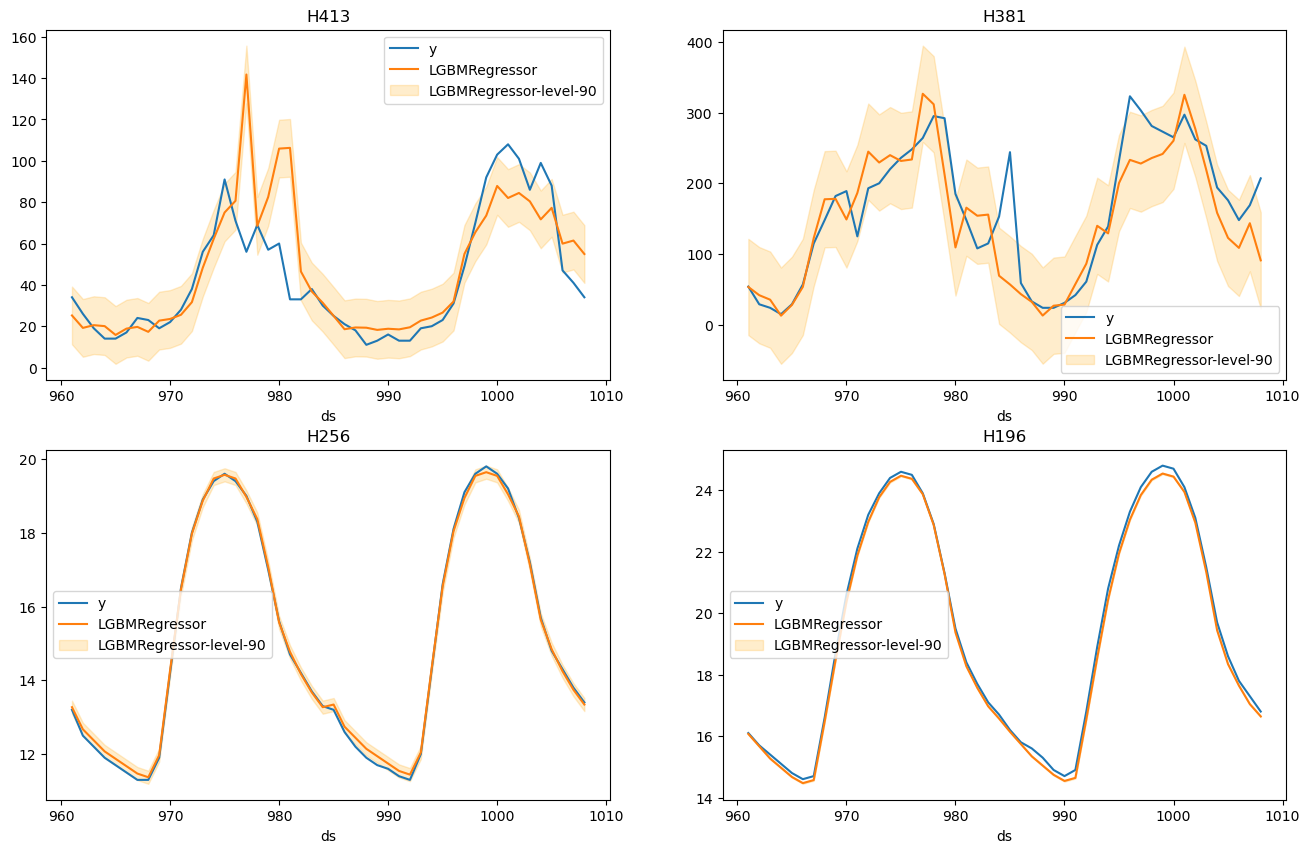 H413
160
140
120
100
80
60
40
20
0
y
LGBMRegressor
LGBMRegressor-level-90
960 970 980 990 1000 1010
ds
H381
400
300
200
100
0
y
LGBMRegressor
LGBMRegressor-level-90
960 970 980 990 1000 1010
ds
H256
20
18
16
14
12
y
LGBMRegressor
LGBMRegressor-level-90
960 970 980 990 1000 1010
ds
H196
24
22
20
18
16
14
y
LGBMRegressor
LGBMRegressor-level-90
960 970 980 990 1000 1010
ds